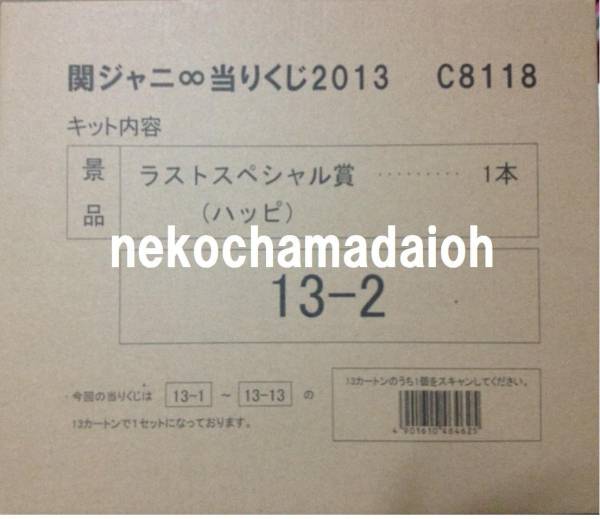 関ジャニ∞当りくじ2013 C8118
キット内容
景品
ラストスペシャル賞 ········· 1本
(ハッピ)
nekochamadaioh
13-2
今回の当りくじは 13-1 ~ 13-13 の
13カートンで1セットになっております。
13カートンのうち1個をスキャンしてください。
4 901610 484625